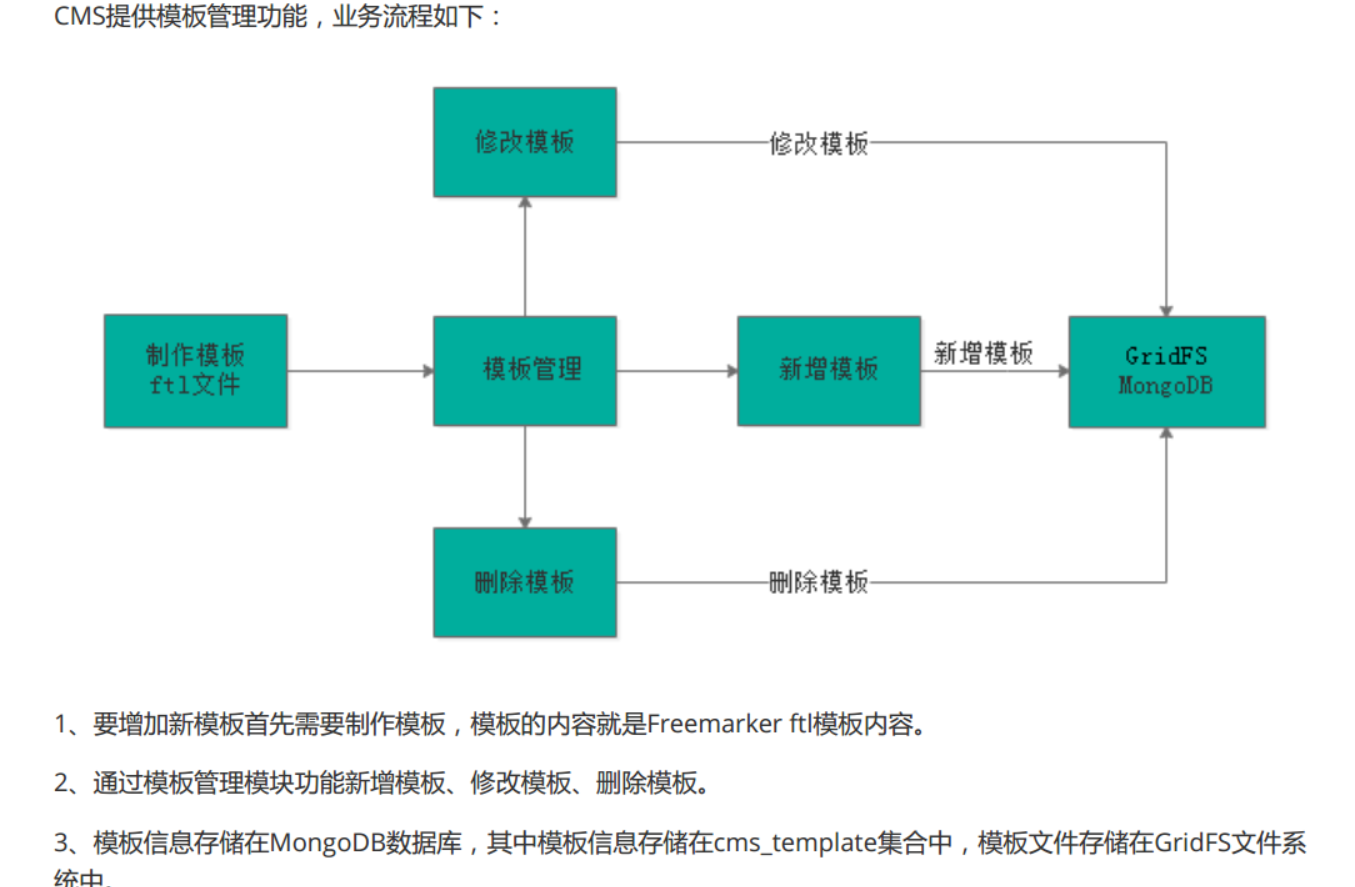 CMS提供模板管理功能，业务流程如下：
修改模板
修改模板
制作模板
ftl文件
模板管理
新增模板
新增模板
GridFS
MongoDB
删除模板
删除模板
1、要增加新模板首先需要制作模板，模板的内容就是Freemarker ftl模板内容。
2、通过模板管理模块功能新增模板、修改模板、删除模板。
3、模板信息存储在MongoDB数据库，其中模板信息存储在cms_template集合中，模板文件存储在GridFS文件系
统中。